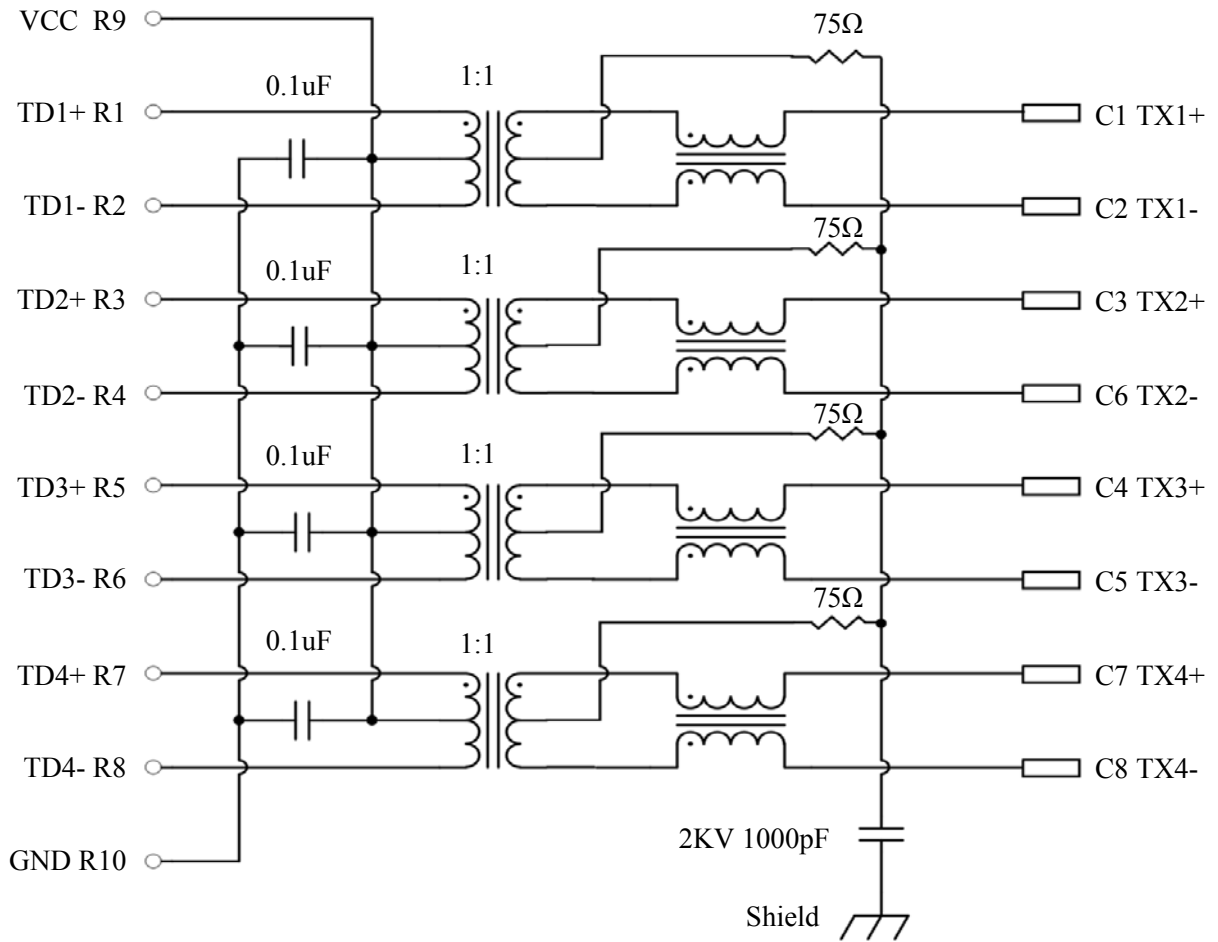 VCC R9
75Ω
0.1uF
1:1
TD1+ R1
C1 TX1+
TD1- R2
C2 TX1-
75Ω
0.1uF
1:1
TD2+ R3
C3 TX2+
TD2- R4
C6 TX2-
75Ω
0.1uF
1:1
TD3+ R5
C4 TX3+
TD3- R6
C5 TX3-
75Ω
0.1uF
1:1
TD4+ R7
C7 TX4+
TD4- R8
C8 TX4-
2KV 1000pF
GND R10
Shield